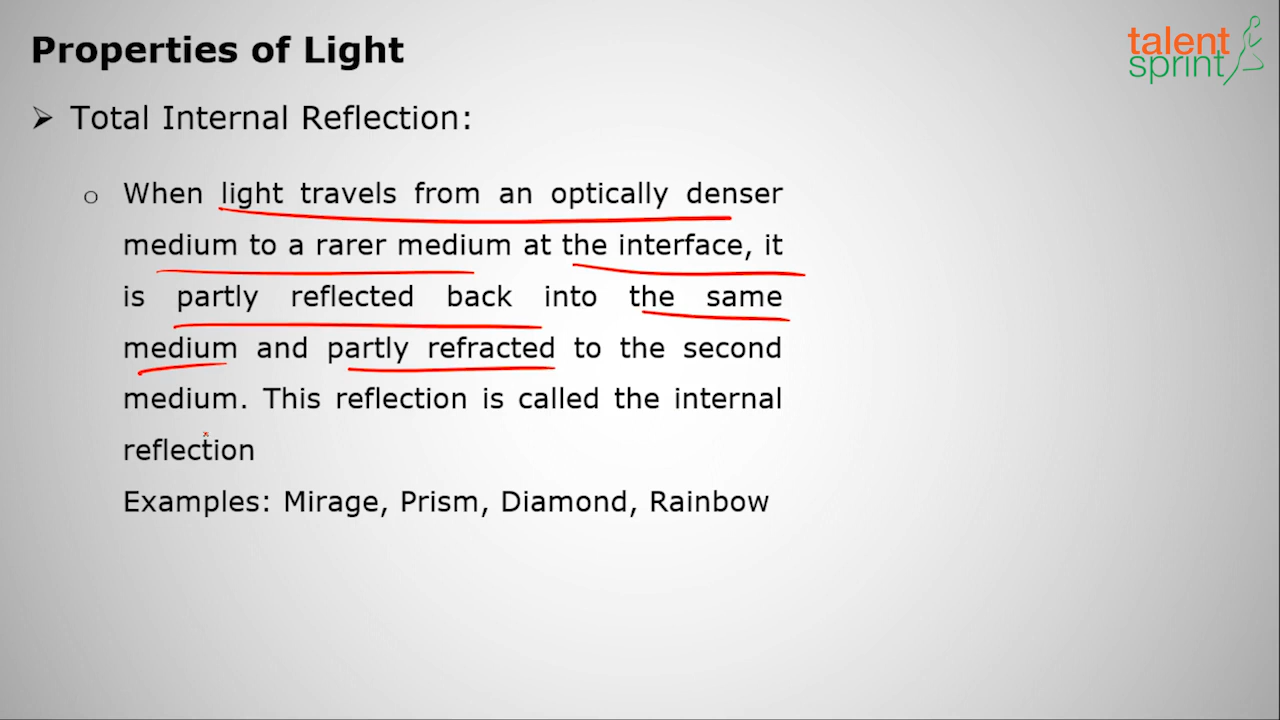 Properties of Light
talent
sprint
➢ Total Internal Reflection:
o When light travels from an optically denser
medium to a rarer medium at the interface, it
is partly reflected back into the same
medium and partly refracted to the second
medium. This reflection is called the internal
reflection
Examples: Mirage, Prism, Diamond, Rainbow